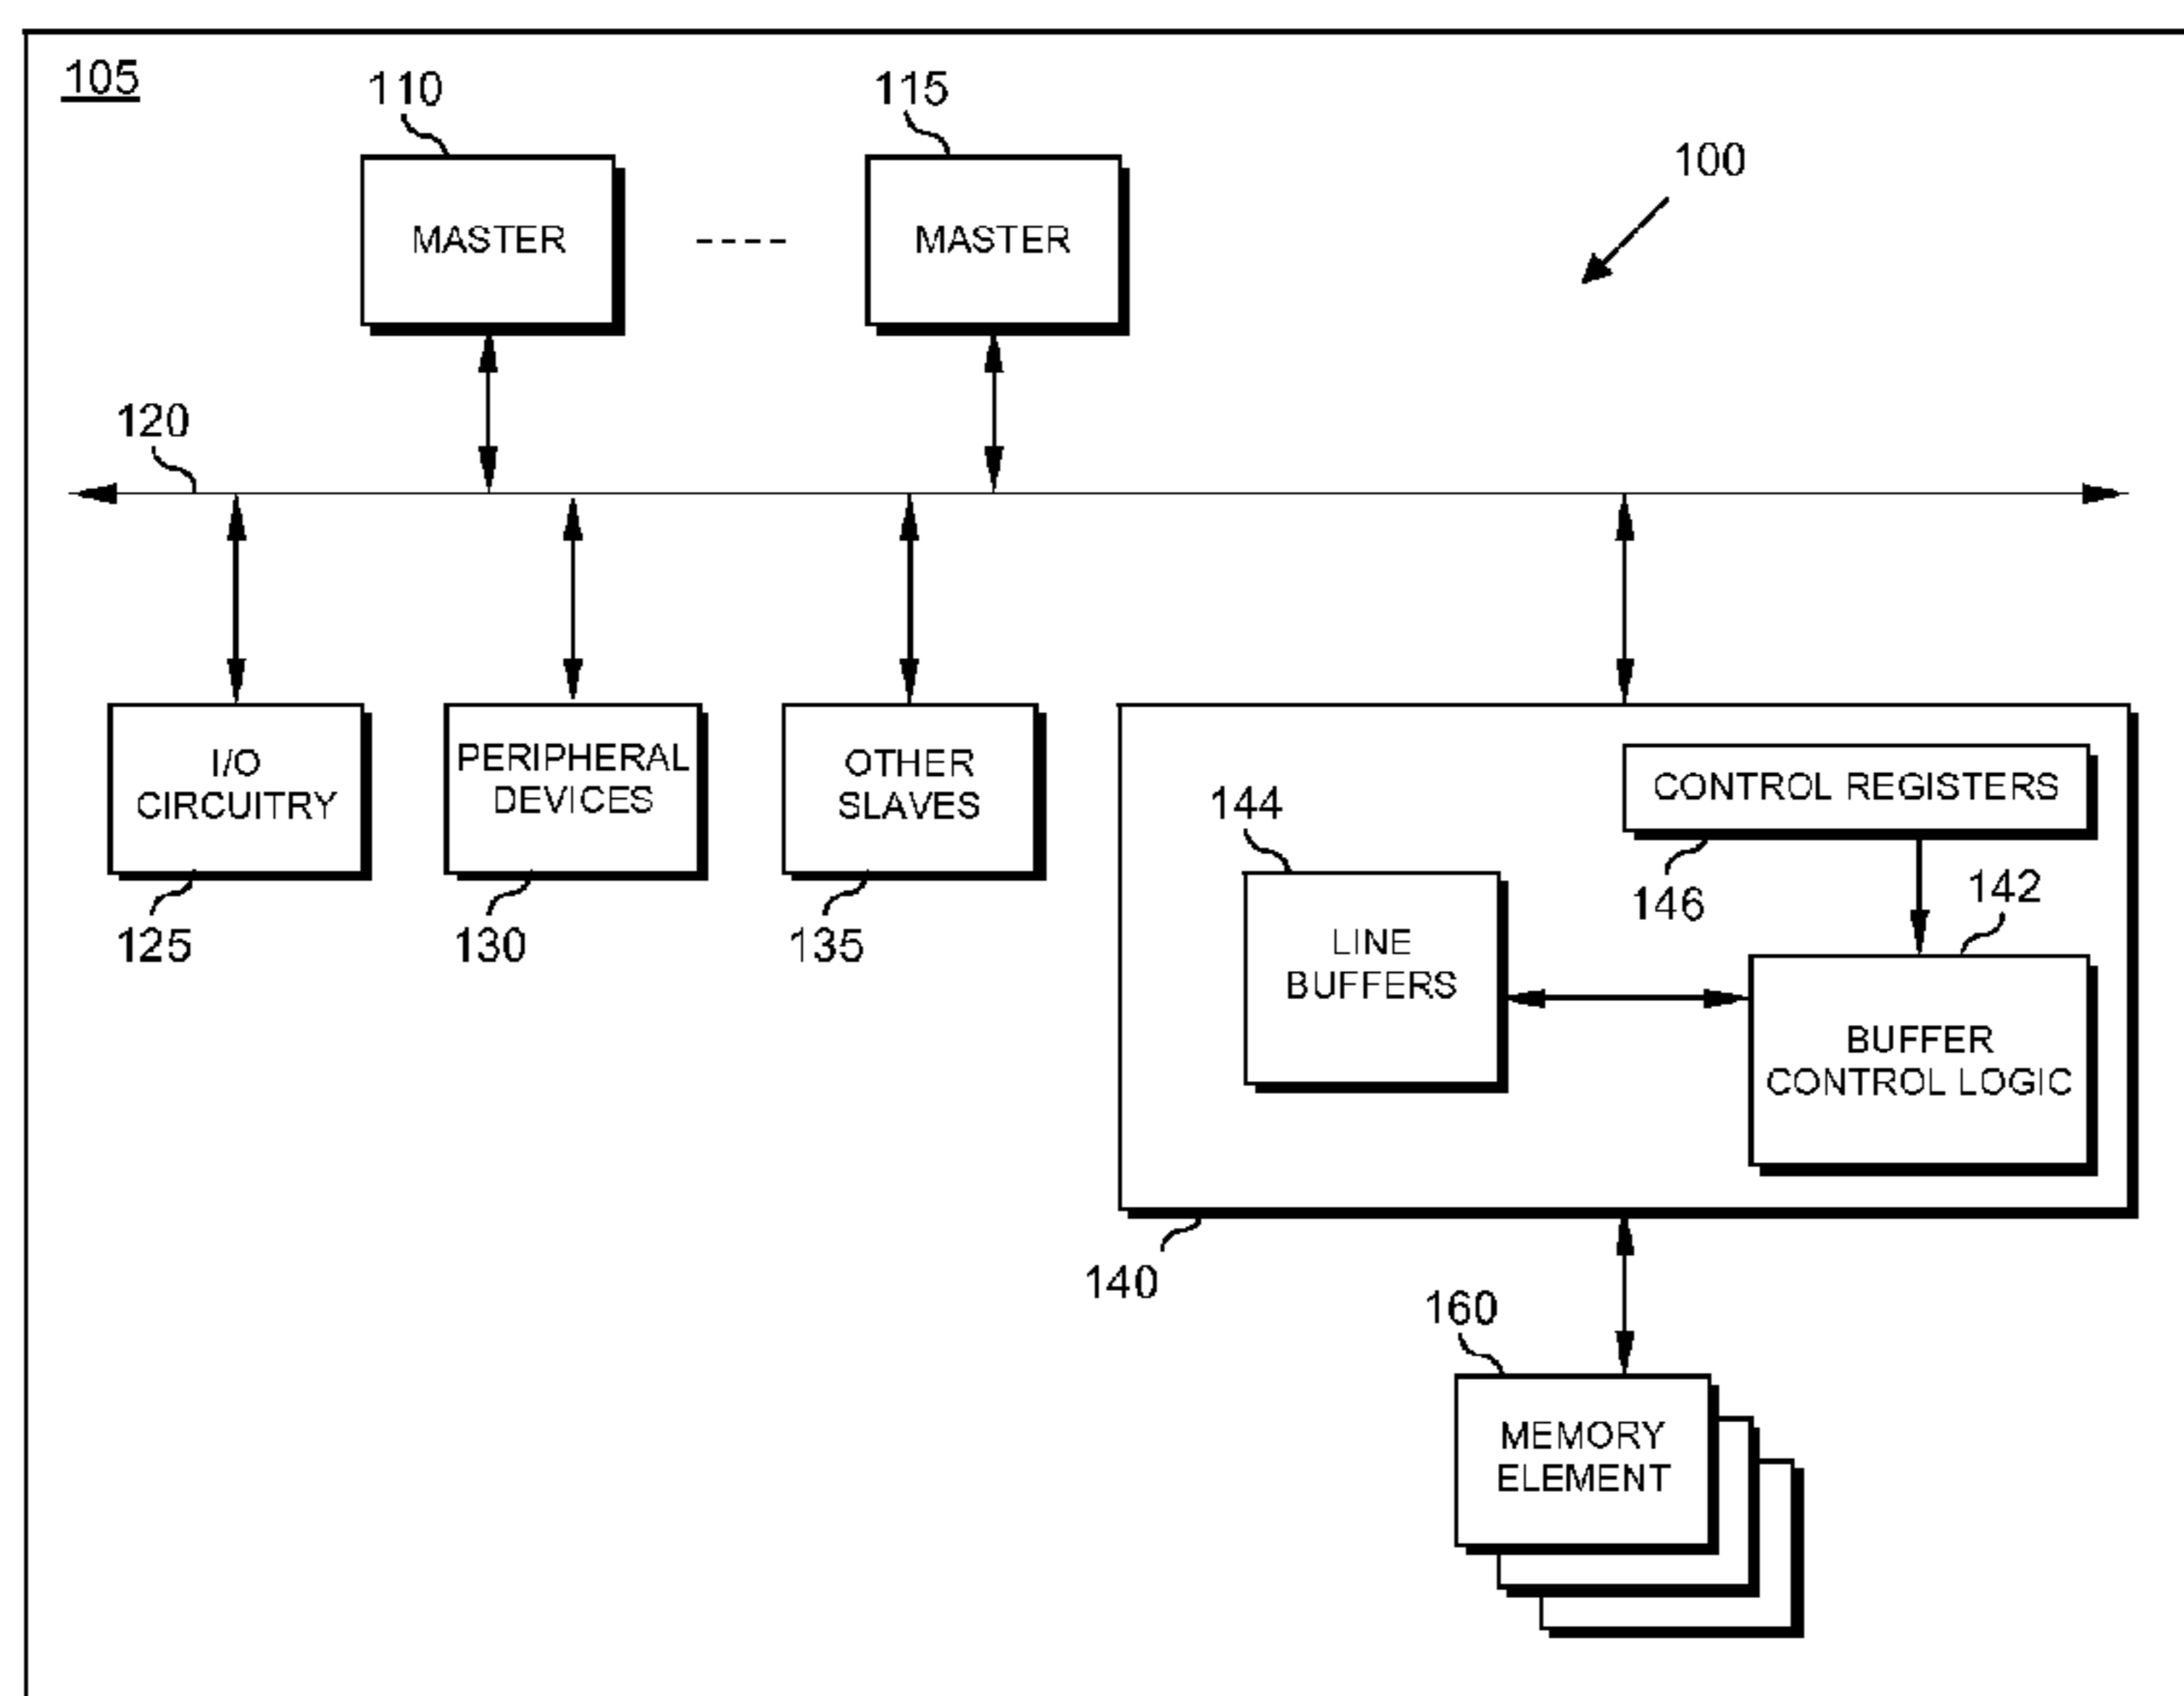 105
110
115
100
MASTER
MASTER
120
I/O
CIRCUITRY
PERIPHERAL
DEVICES
OTHER
SLAVES
125
130
135
CONTROL REGISTERS
144
146
142
LINE
BUFFERS
BUFFER
CONTROL LOGIC
140
160
MEMORY
ELEMENT